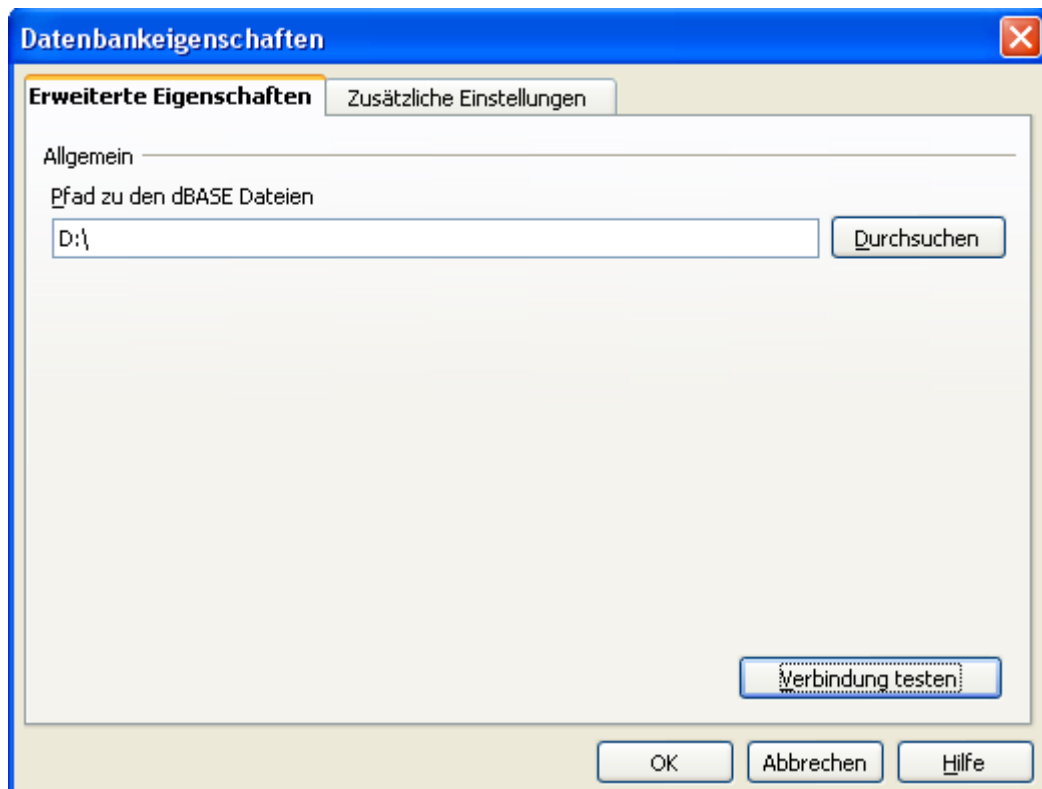 Datenbankeigenschaften
Erweiterte Eigenschaften Zusätzliche Einstellungen
Allgemein
Pfad zu den dBASE Dateien
D:\ Durchsuchen
Verbindung testen
OK Abbrechen Hilfe